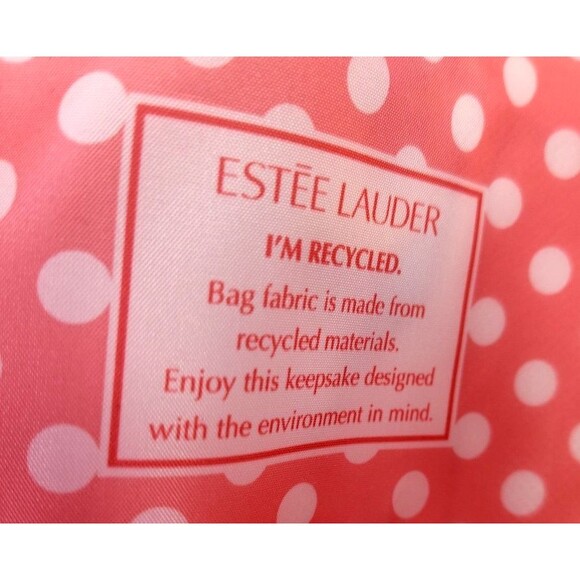 ESTĒE LAUDER
I'M RECYCLED.
Bag fabric is made from
recycled materials.
Enjoy this keepsake designed
with the environment in mind.